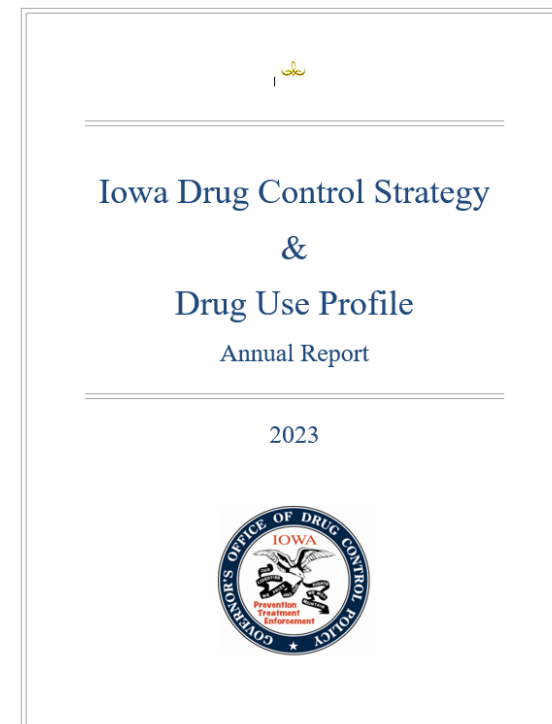 Iowa Drug Control Strategy
&
Drug Use Profile
Annual Report
2023
GOVERNOR'S OFFICE OF DRUG CONTROL POLICY
IOWA
Prevention
Treatment
Enforcement